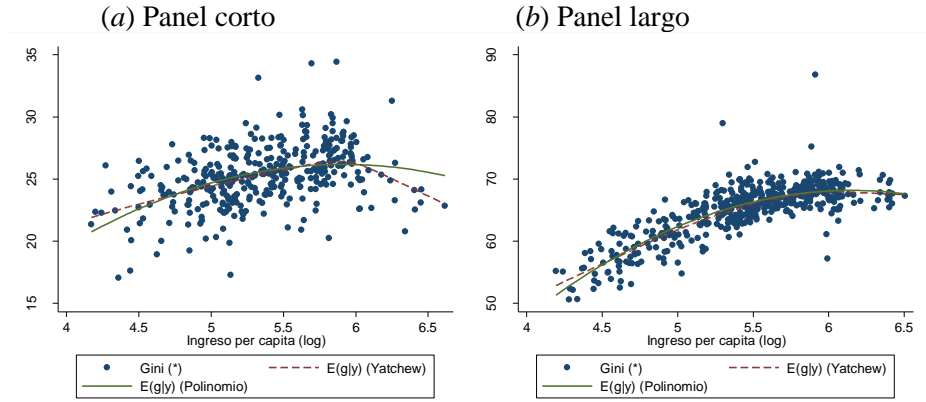 (a) Panel corto
35
30
25
20
15
4
4.5
5
5.5
6
6.5
Ingreso per capita (log)
Gini (*)
E(g|y) (Yatchew)
E(g|y) (Polinomio)
(b) Panel largo
90
80
70
60
50
4
4.5
5
5.5
6
6.5
Ingreso per capita (log)
Gini (*)
E(g|y) (Yatchew)
E(g|y) (Polinomio)